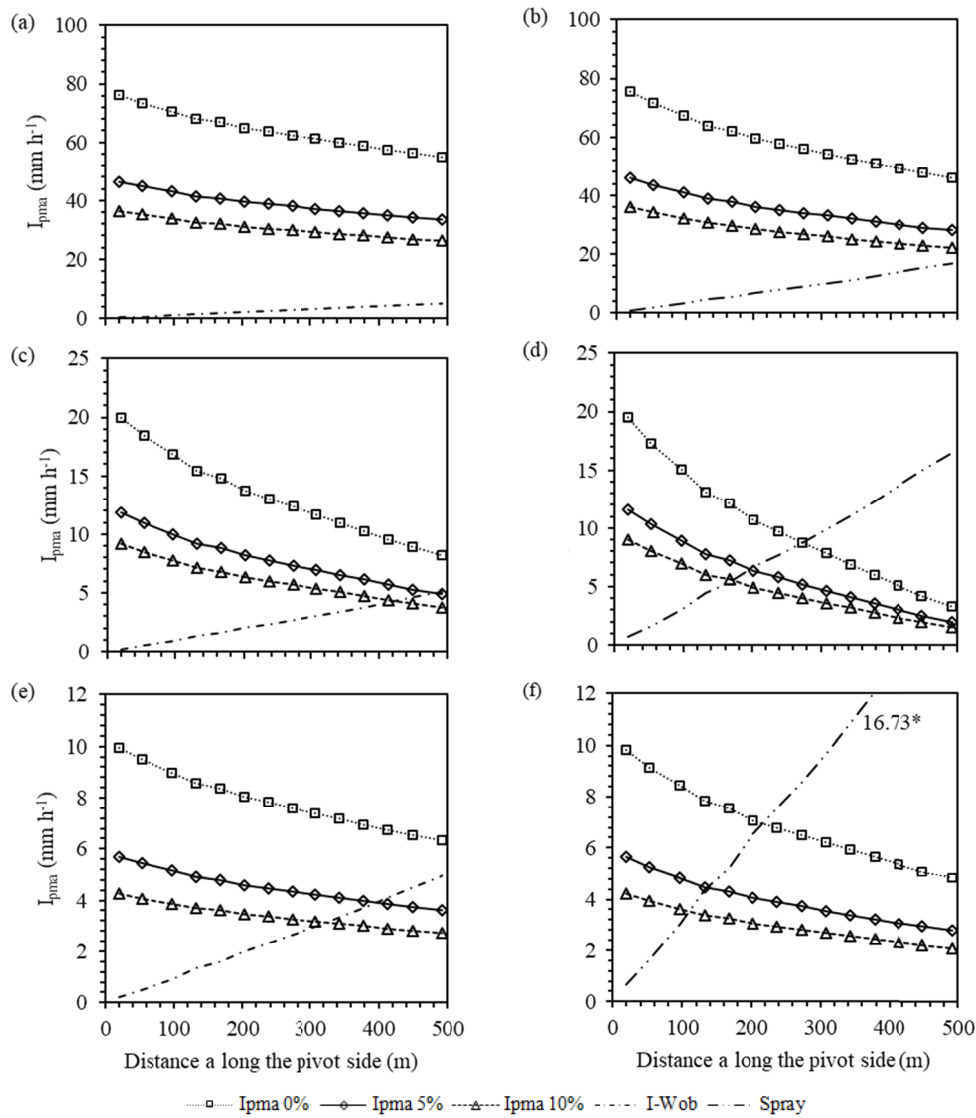 (a)
100
80
60
40
20
0
Ipma (mm h-1)
(b)
100
80
60
40
20
0
(c)
25
20
15
10
5
0
Ipma (mm h-1)
(d)
25
20
15
10
5
0
(e)
12
10
8
6
4
2
0
Ipma (mm h-1)
0 100 200 300 400 500
Distance a long the pivot side (m)
(f)
12
10
8
6
4
2
0
16.73*
0 100 200 300 400 500
Distance a long the pivot side (m)
Ipma 0% Ipma 5% Ipma 10% I-Wob Spray